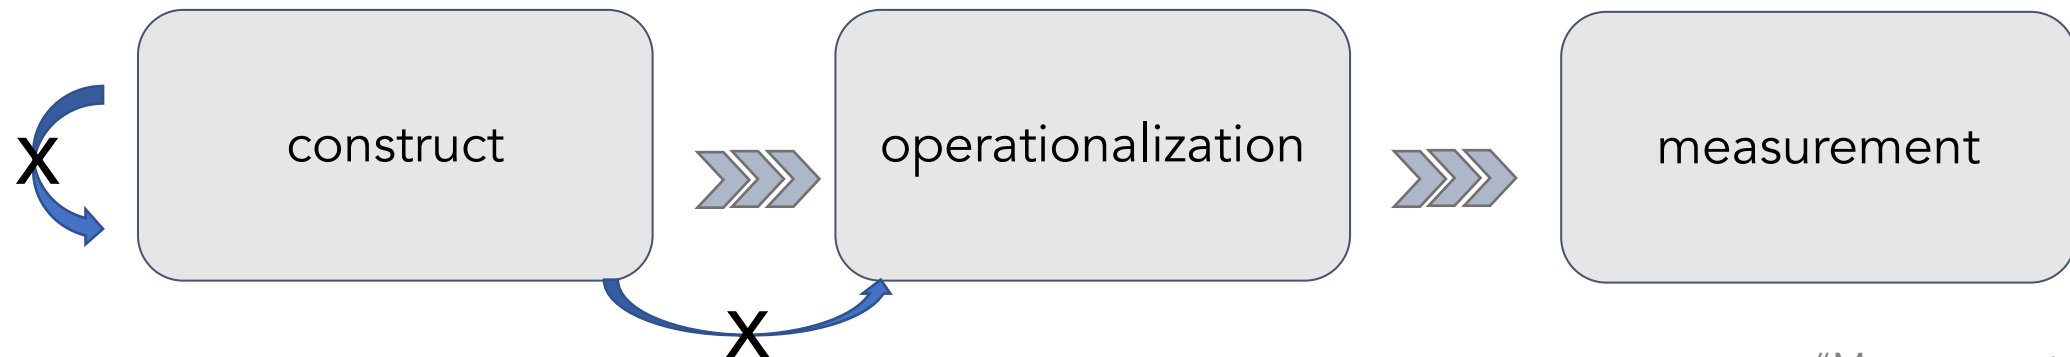 construct
operationalization
measurement
X
X